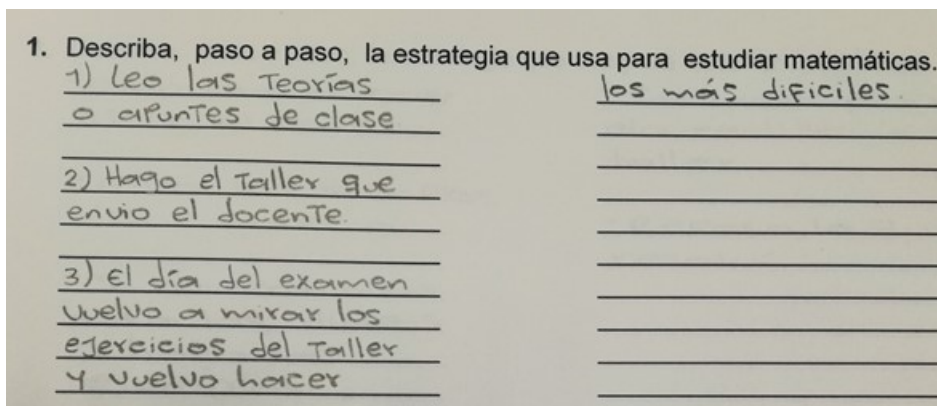 1. Describa, paso a paso, la estrategia que usa para estudiar matemáticas.
1) Leo las Teorías
o apuntes de clase
2) Hago el Taller que
envio el docente.
3) El día del examen
vuelvo a mirar los
ejercicios del Taller
y vuelvo hacer
los más dificiles.